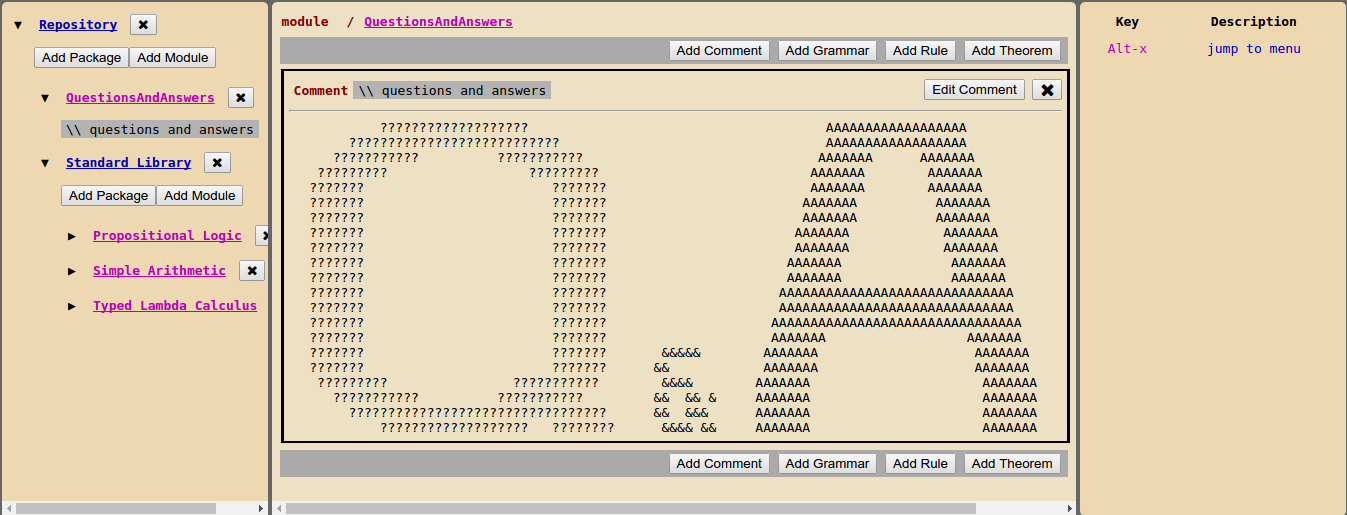 Repository ✖
Add Package Add Module
QuestionsAndAnswers ✖
\\ questions and answers
Standard Library ✖
Add Package Add Module
Propositional Logic ✖
Simple Arithmetic ✖
Typed Lambda Calculus
module / QuestionsAndAnswers
Add Comment Add Grammar Add Rule Add Theorem
Comment \\ questions and answers Edit Comment ✖
??????????????????? AAAAAAAAAAAAAAAAAA
??????????????????????????? AAAAAAAAAAAAAAAAAA
??????????? ??????????? AAAAAAA AAAAAAA
????????? ????????? AAAAAAA AAAAAAA
??????? ??????? AAAAAAA AAAAAAA
??????? ??????? AAAAAAA AAAAAAA
??????? ??????? AAAAAAA AAAAAAA
??????? ??????? AAAAAAA AAAAAAA
??????? ??????? AAAAAAA AAAAAAA
??????? ??????? AAAAAAA AAAAAAA
??????? ??????? AAAAAAA AAAAAAA
??????? ??????? AAAAAAAAAAAAAAAAAAAAAAAAAAAAAA
??????? ??????? AAAAAAAAAAAAAAAAAAAAAAAAAAAAAA
??????? ??????? AAAAAAAAAAAAAAAAAAAAAAAAAAAAAAAA
??????? ??????? AAAAAAA AAAAAAA
??????? ??????? &&&&& AAAAAAA AAAAAAA
??????? ??????? && AAAAAAA AAAAAAA
????????? ??????????? &&&& AAAAAAA AAAAAAA
??????????? ??????????? && && & AAAAAAA AAAAAAA
????????????????????????????????? && &&& AAAAAAA AAAAAAA
??????????????????? ???????? &&&& && AAAAAAA AAAAAAA
Add Comment Add Grammar Add Rule Add Theorem
Key Description
Alt-x jump to menu